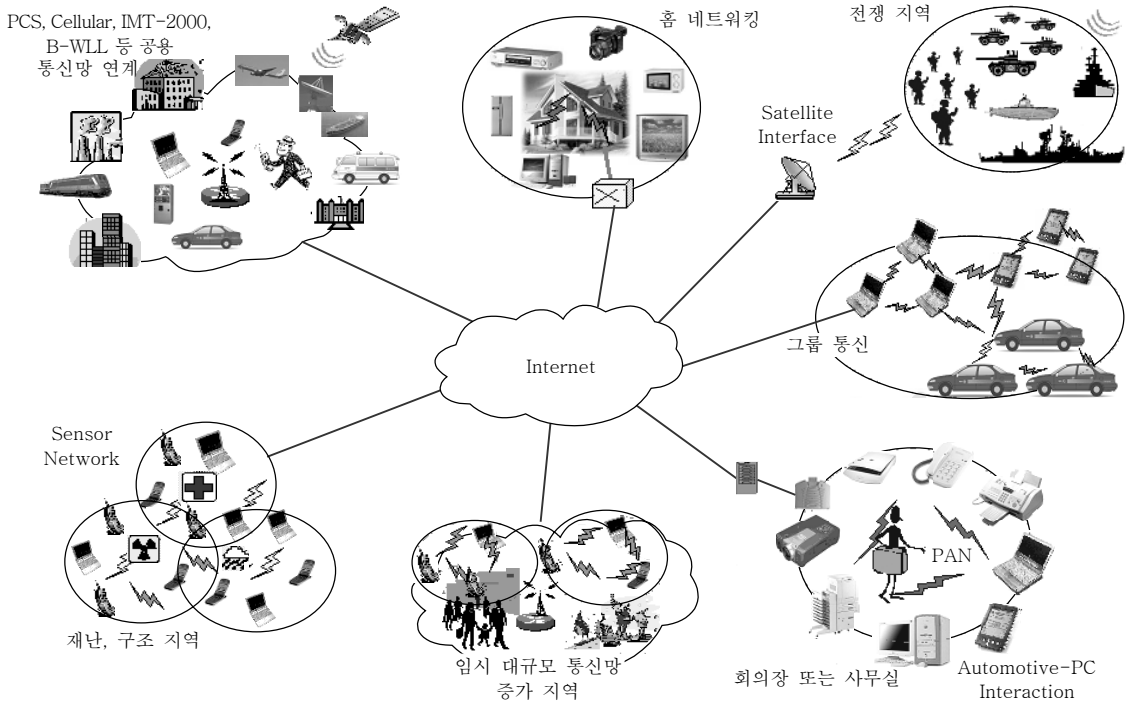 PCS, Cellular, IMT-2000,
B-WLL 등 공용
통신망 연계
홈 네트워킹
전쟁 지역
Satellite
Interface
그룹 통신
Internet
Sensor
Network
재난, 구조 지역
임시 대규모 통신망
증가 지역
PAN
회의장 또는 사무실
Automotive-PC
Interaction